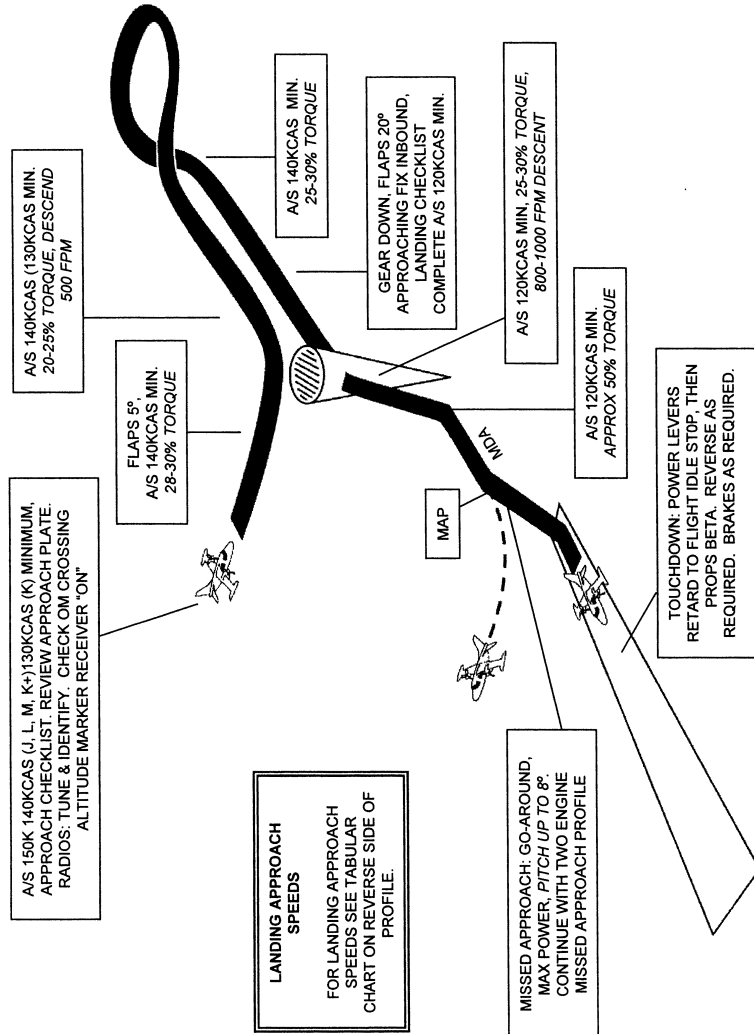 A/S 150K 140KCAS (J, L, M, K+)130KCAS (K) MINIMUM,
APPROACH CHECKLIST. REVIEW APPROACH PLATE.
RADIOS: TUNE & IDENTIFY. CHECK OM CROSSING
ALTITUDE MARKER RECEIVER "ON"
FLAPS 5º,
A/S 140KCAS MIN.
28-30% TORQUE
A/S 140KCAS (130KCAS MIN.
20-25% TORQUE, DESCEND
500 FPM
A/S 140KCAS MIN.
25-30% TORQUE
GEAR DOWN, FLAPS 20º
APPROACHING FIX INBOUND,
LANDING CHECKLIST
COMPLETE A/S 120KCAS MIN.
A/S 120KCAS MIN, 25-30% TORQUE,
800-1000 FPM DESCENT
A/S 120KCAS MIN.
APPROX 50% TORQUE
MDA
MAP
LANDING APPROACH
SPEEDS
FOR LANDING APPROACH
SPEEDS SEE TABULAR
CHART ON REVERSE SIDE OF
PROFILE.
MISSED APPROACH: GO-AROUND,
MAX POWER, PITCH UP TO 8º.
CONTINUE WITH TWO ENGINE
MISSED APPROACH PROFILE
TOUCHDOWN: POWER LEVERS
RETARD TO FLIGHT IDLE STOP, THEN
PROPS BETA. REVERSE AS
REQUIRED. BRAKES AS REQUIRED.